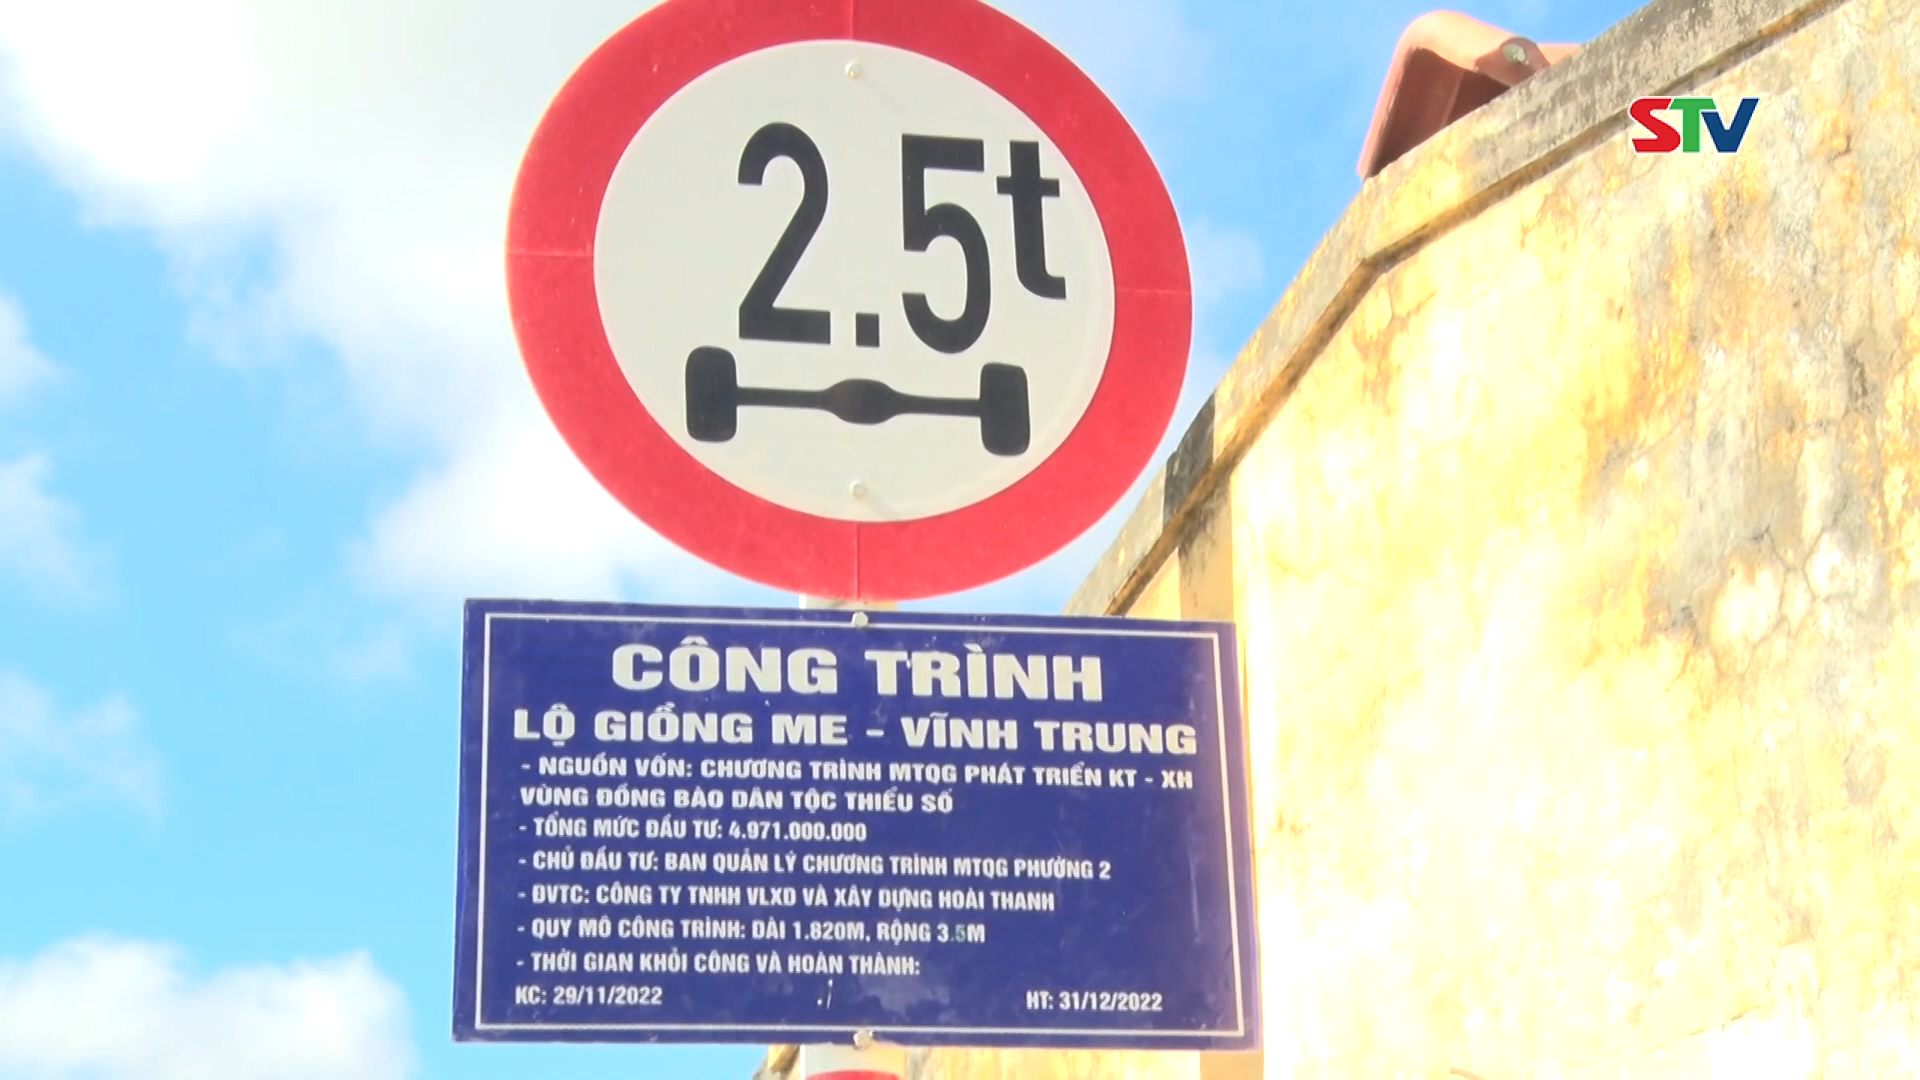 STV
2.5t
CÔNG TRÌNH
LỘ GIỒNG ME - VĨNH TRUNG
- NGUỒN VỐN: CHƯƠNG TRÌNH MTQG PHÁT TRIỂN KT - XH
VÙNG ĐỒNG BÀO DÂN TỘC THIỂU SỐ
- TỔNG MỨC ĐẦU TƯ: 4.971.000.000
- CHỦ ĐẦU TƯ: BAN QUẢN LÝ CHƯƠNG TRÌNH MTQG PHƯỜNG 2
- ĐVTC: CÔNG TY TNHH VLXD VÀ XÂY DỰNG HOÀI THANH
- QUY MÔ CÔNG TRÌNH: DÀI 1.820M, RỘNG 3.5M
- THỜI GIAN KHỞI CÔNG VÀ HOÀN THÀNH:
KC: 29/11/2022 HT: 31/12/2022